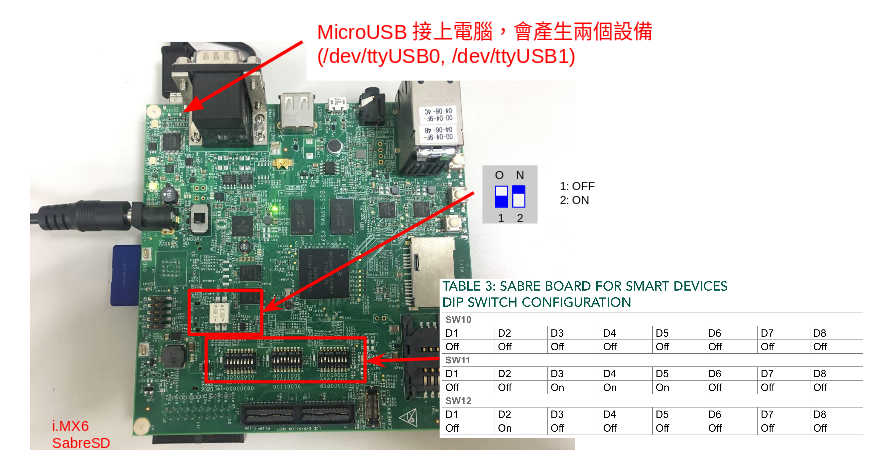 MicroUSB 接上電腦，會產生兩個設備
(/dev/ttyUSB0, /dev/ttyUSB1)
O N
1 2
1: OFF
2: ON
TABLE 3: SABRE BOARD FOR SMART DEVICES
DIP SWITCH CONFIGURATION
SW10
D1 D2 D3 D4 D5 D6 D7 D8
Off Off Off Off Off Off Off Off
SW11
D1 D2 D3 D4 D5 D6 D7 D8
Off Off On On On Off Off Off
SW12
D1 D2 D3 D4 D5 D6 D7 D8
Off On Off Off Off Off Off Off
i.MX6
SabreSD